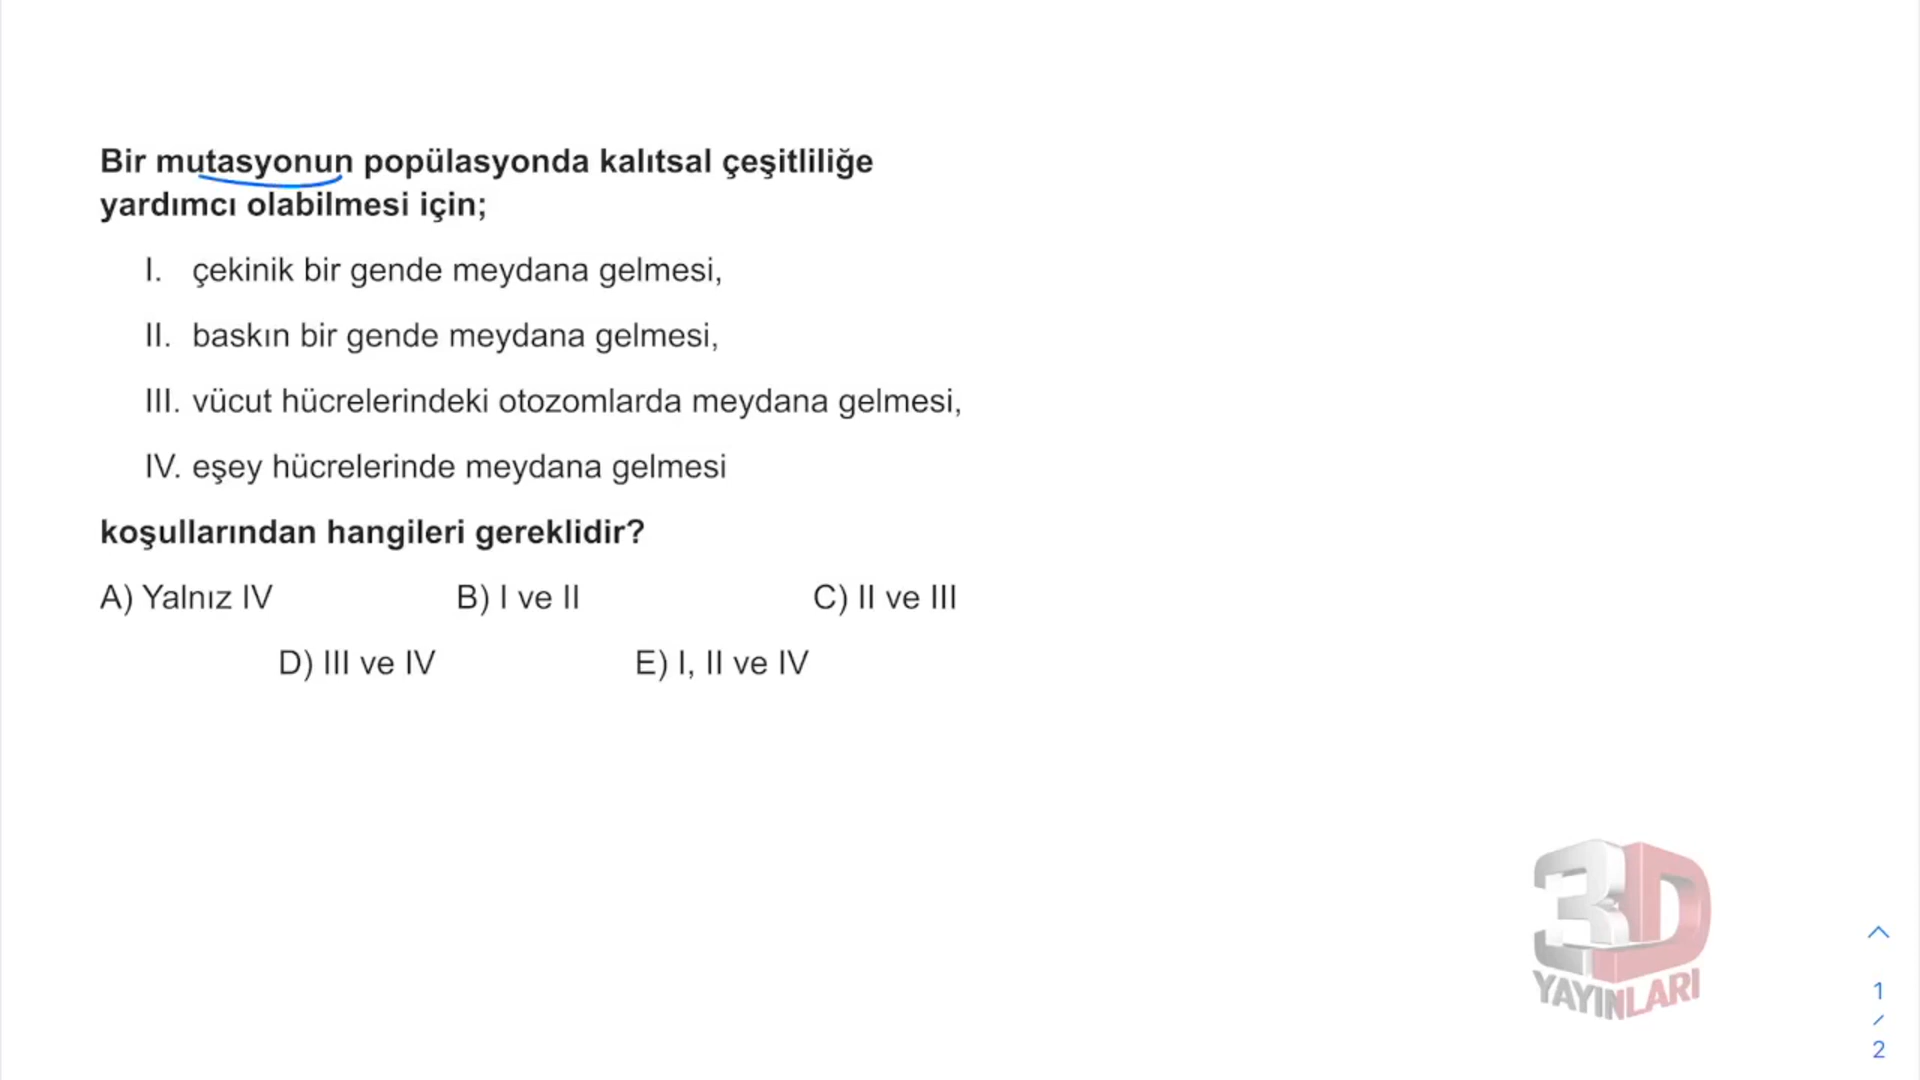 Bir mutasyonun popülasyonda kalıtsal çeşitliliğe
yardımcı olabilmesi için;
I. çekinik bir gende meydana gelmesi,
II. baskın bir gende meydana gelmesi,
III. vücut hücrelerindeki otozomlarda meydana gelmesi,
IV. eşey hücrelerinde meydana gelmesi
koşullarından hangileri gereklidir?
A) Yalnız IV B) I ve II C) II ve III
D) III ve IV E) I, II ve IV
3D
YAYINLARI
1
/
2